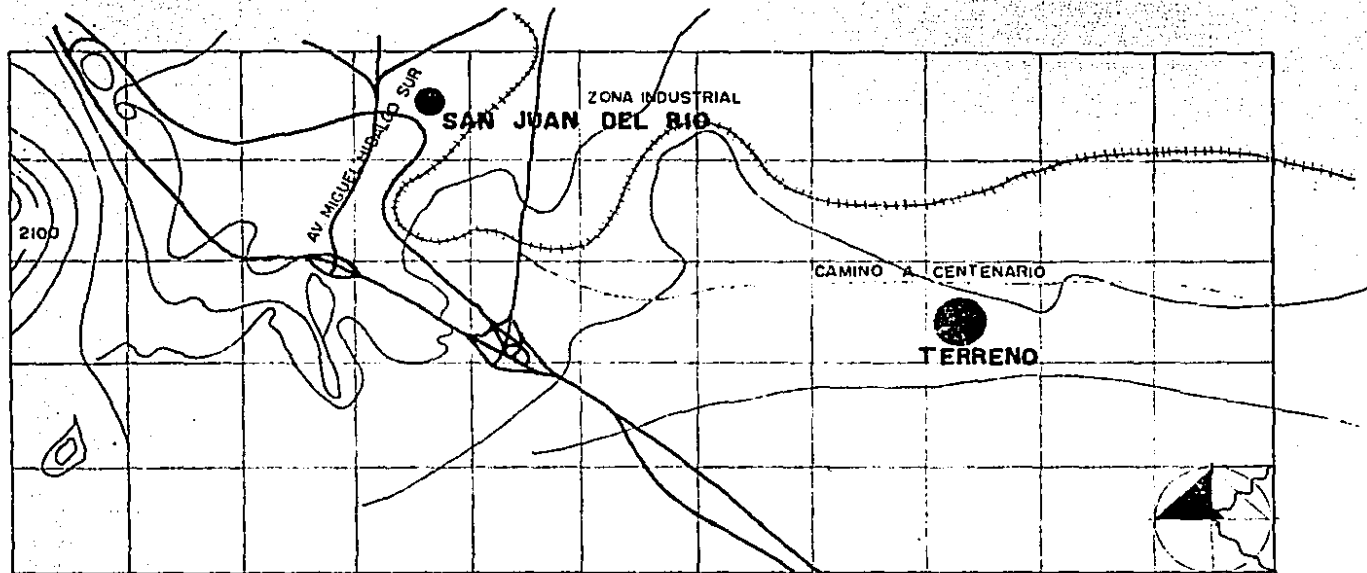 ZONA INDUSTRIAL
SAN JUAN DEL RIO
AV MIGUEL HIDALGO SUR
2100
CAMINO A CENTENARIO
TERRENO